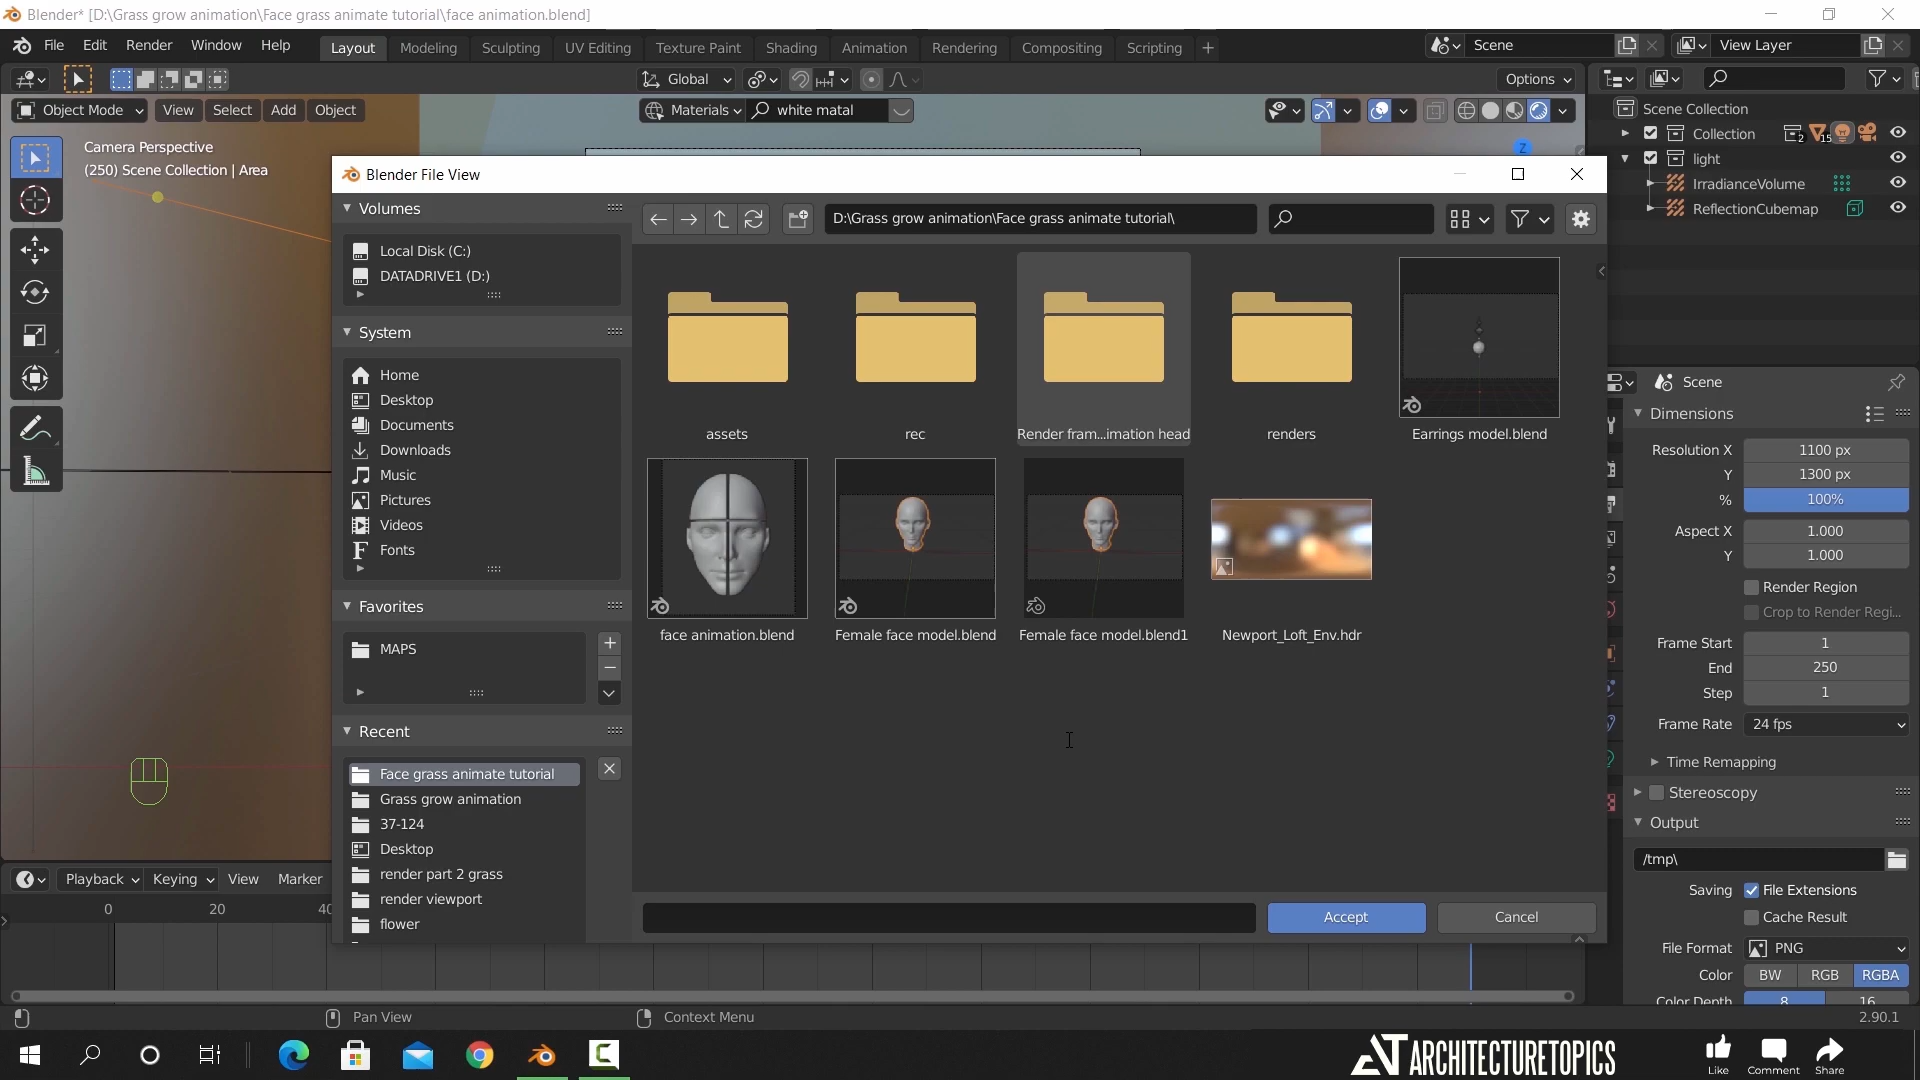 Blender* [D:\Grass grow animation\Face grass animate tutorial\face animation.blend]
File Edit Render Window Help Layout Modeling Sculpting UV Editing Texture Paint Shading Animation Rendering Compositing Scripting + Scene View Layer
Global Options
Object Mode View Select Add Object Materials white matal
Camera Perspective
(250) Scene Collection | Area
Z
Scene Collection
Collection 2 15
light
IrradianceVolume
ReflectionCubemap
Blender File View
Volumes
Local Disk (C:)
DATADRIVE1 (D:)
System
Home
Desktop
Documents
Downloads
Music
Pictures
Videos
Fonts
Favorites
MAPS
Recent
Face grass animate tutorial
Grass grow animation
37-124
Desktop
render part 2 grass
render viewport
flower
D:\Grass grow animation\Face grass animate tutorial\
assets
rec
Render fram...imation head
renders
Earrings model.blend
face animation.blend
Female face model.blend
Female face model.blend1
Newport_Loft_Env.hdr
Accept
Cancel
Scene
Dimensions
Resolution X 1100 px
Y 1300 px
% 100%
Aspect X 1.000
Y 1.000
Render Region
Crop to Render Regi...
Frame Start 1
End 250
Step 1
Frame Rate 24 fps
Time Remapping
Stereoscopy
Output
/tmp\
Saving File Extensions
Cache Result
File Format PNG
Color BW RGB RGBA
Color Depth 8 16
Playback Keying View Marker
0 20 40
Pan View
Context Menu
2.90.1
ARCHITECTURETOPICS
Like
Comment
Share